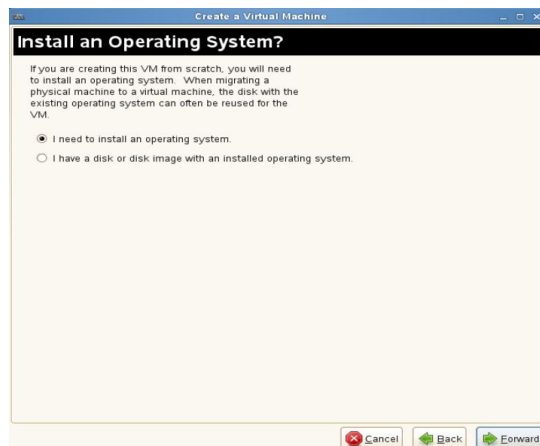 Create a Virtual Machine
Install an Operating System?
If you are creating this VM from scratch, you will need
to install an operating system. When migrating a
physical machine to a virtual machine, the disk with the
existing operating system can often be reused for the
VM.
I need to install an operating system.
I have a disk or disk image with an installed operating system.
Cancel
Back
Forward